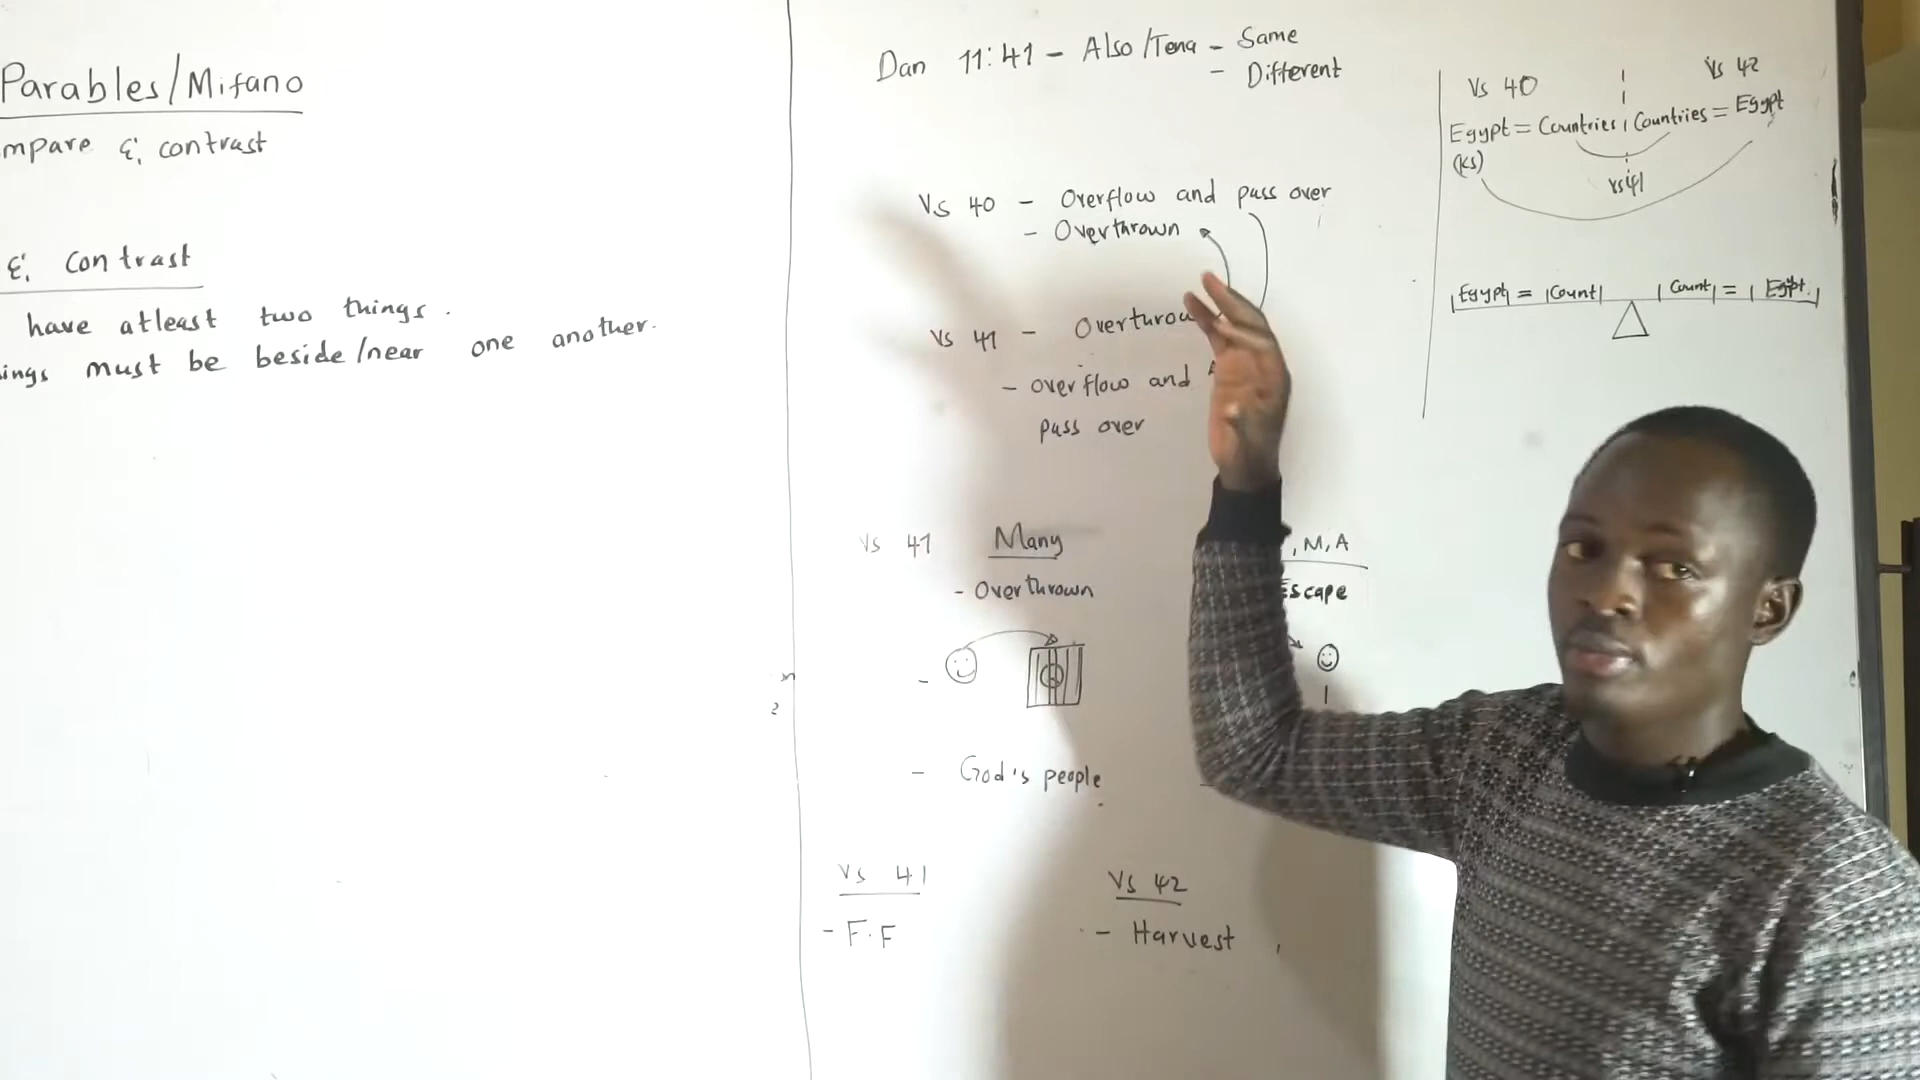 Parables/Mifano
mpare & contrast
& contrast
have atleast two things.
ings must be beside/near one another.
Dan 11:41 - Also/Tena - Same
- Different
Vs 40 - Overflow and pass over
- Overthrown
Vs 41 - Overthrow
- overflow and
pass over
Vs 41 Many
- Overthrown
- God's people
, M, A
Escape
Vs 41
- F.F
Vs 42
- Harvest
Vs 40
Vs 42
Egypt = Countries
Countries = Egypt
(KS)
vs 41
Egypt = Count
Count = Egpt